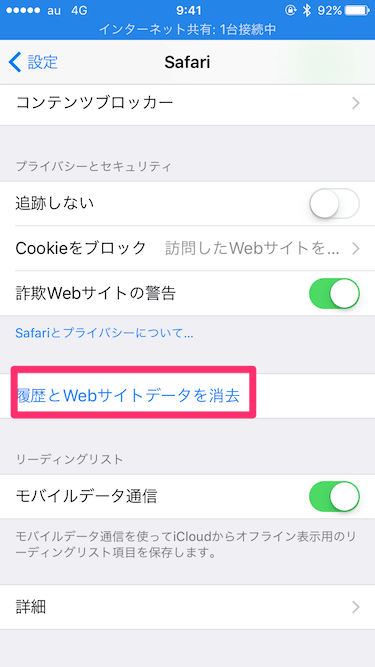 au 4G 9:41 92%
インターネット共有: 1台接続中
設定 Safari
コンテンツブロッカー
プライバシーとセキュリティ
追跡しない
Cookieをブロック 訪問したWebサイトを...
詐欺Webサイトの警告
Safariとプライバシーについて...
履歴とWebサイトデータを消去
リーディングリスト
モバイルデータ通信
モバイルデータ通信を使ってiCloudからオフライン表示用のリ
ーディングリスト項目を保存します。
詳細